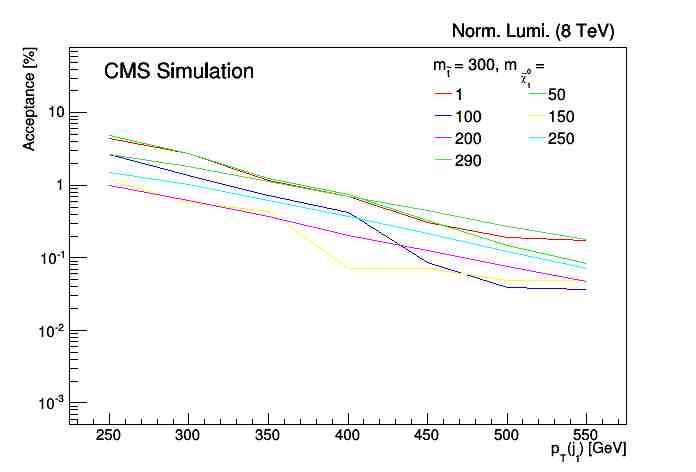 Norm. Lumi. (8 TeV)
CMS Simulation
m_t̃ = 300, m_χ̃⁰₁ =
1 50
100 150
200 250
290
Acceptance [%]
10
1
10⁻¹
10⁻²
10⁻³
250 300 350 400 450 500 550
p_T(j_1) [GeV]